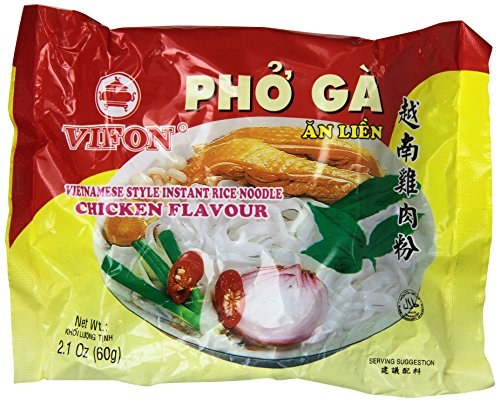 PHỞ GÀ
ĂN LIỀN
VIFON®
VIETNAMESE STYLE INSTANT RICE NOODLE
CHICKEN FLAVOUR
越南雞肉粉
Net Wt.:
KHỐI LƯỢNG TỊNH
2.1 Oz (60g)
SERVING SUGGESTION
建議配料